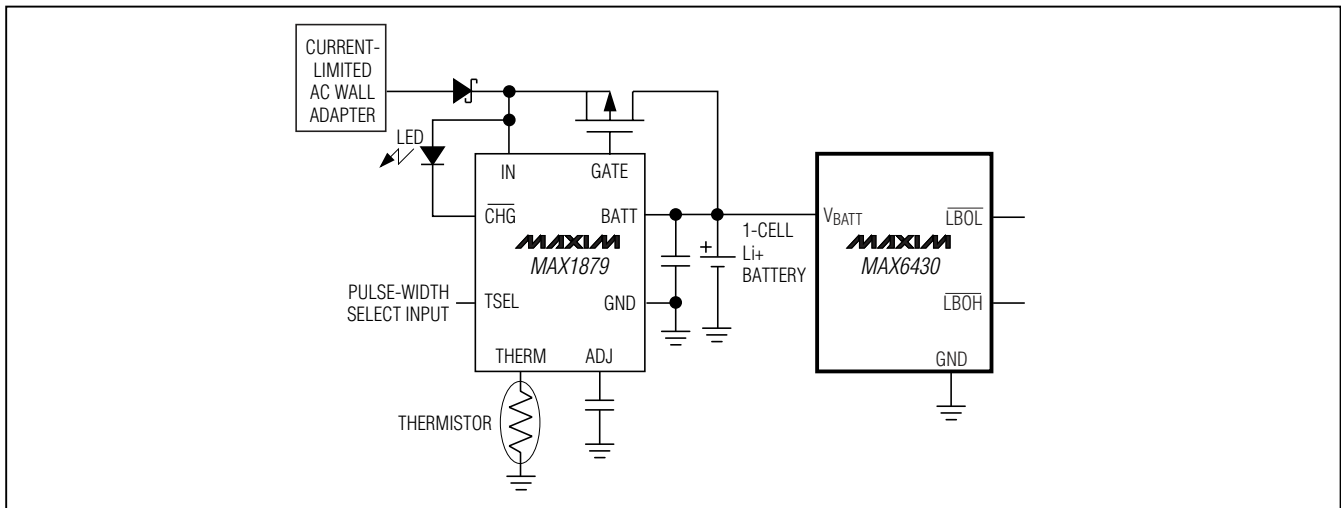 CURRENT-
LIMITED
AC WALL
ADAPTER
LED
IN
GATE
CHG
BATT
MAXIM
MAX1879
PULSE-WIDTH
SELECT INPUT
TSEL
GND
THERM
ADJ
THERMISTOR
+
1-CELL
Li+
BATTERY
VBATT
LBOL
MAXIM
MAX6430
LBOH
GND